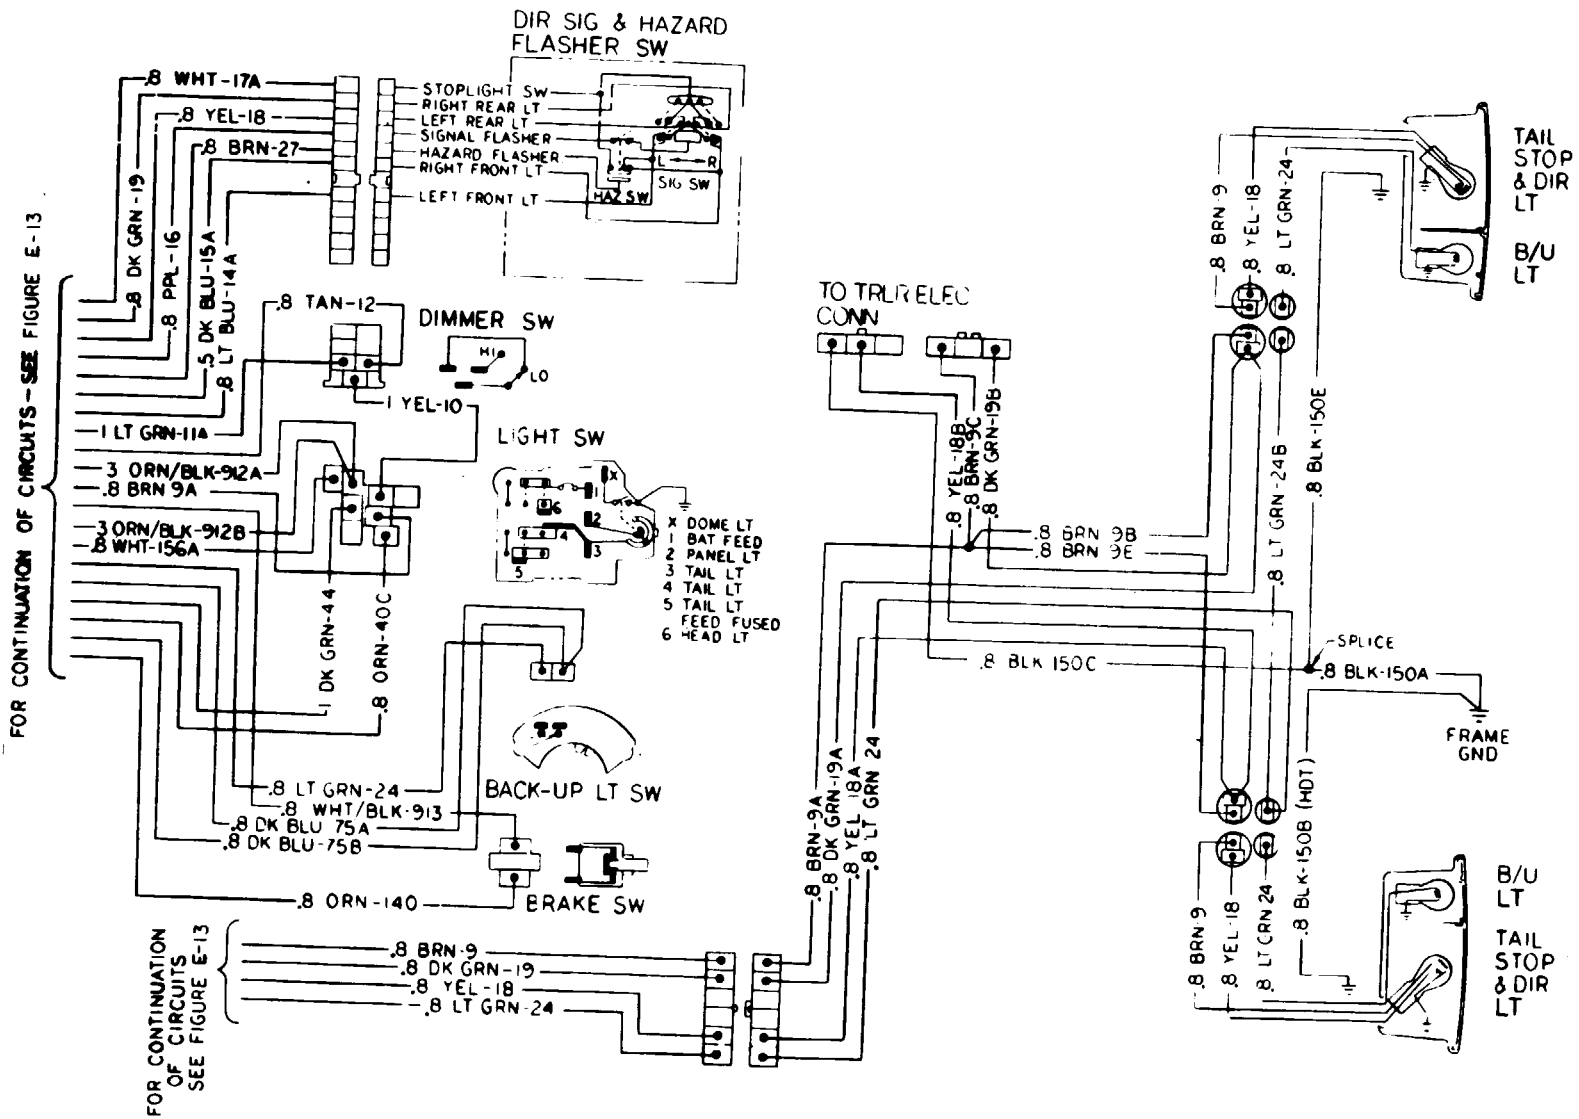 DIR SIG & HAZARD
FLASHER SW
.8 WHT-17A
.8 YEL-18
.8 BRN-27
.8 DK GRN-19
.8 PPL-16
.5 DK BLU-15A
.8 LT BLU-14A
STOPLIGHT SW
RIGHT REAR LT
LEFT REAR LT
SIGNAL FLASHER
HAZARD FLASHER
RIGHT FRONT LT
LEFT FRONT LT
L
R
SIG SW
HAZ SW
FOR CONTINUATION OF CIRCUITS-SEE FIGURE E-13
.8 TAN-12
DIMMER SW
HI
LO
1 YEL-10
1 LT GRN-11A
3 ORN/BLK-912A
.8 BRN 9A
3 ORN/BLK-912B
.8 WHT-156A
1 DK GRN-44
.8 ORN-40C
LIGHT SW
X
1
2
3
4
5
6
X DOME LT
1 BAT FEED
2 PANEL LT
3 TAIL LT
4 TAIL LT
5 TAIL LT
FEED FUSED
6 HEAD LT
.8 LT GRN-24
.8 WHT/BLK-913
.8 DK BLU 75A
.8 DK BLU-75B
.8 ORN-140
BACK-UP LT SW
BRAKE SW
FOR CONTINUATION
OF CIRCUITS
SEE FIGURE E-13
.8 BRN-9
.8 DK GRN-19
.8 YEL-18
.8 LT GRN-24
TO TRLR ELEC
CONN
.8 YEL-18B
.8 BRN-9C
.8 DK GRN-19B
.8 BRN 9B
.8 BRN 9E
.8 BLK 150C
.8 BRN-9A
.8 DK GRN-19A
.8 YEL 18A
.8 LT GRN 24
.8 BRN-9
.8 YEL-18
.8 LT GRN-24
TAIL
STOP
& DIR
LT
B/U
LT
.8 LT GRN-24B
.8 BLK-150E
SPLICE
.8 BLK-150A
FRAME
GND
.8 BLK-150B (HDT)
.8 BRN-9
.8 YEL-18
.8 LT GRN 24
B/U
LT
TAIL
STOP
& DIR
LT